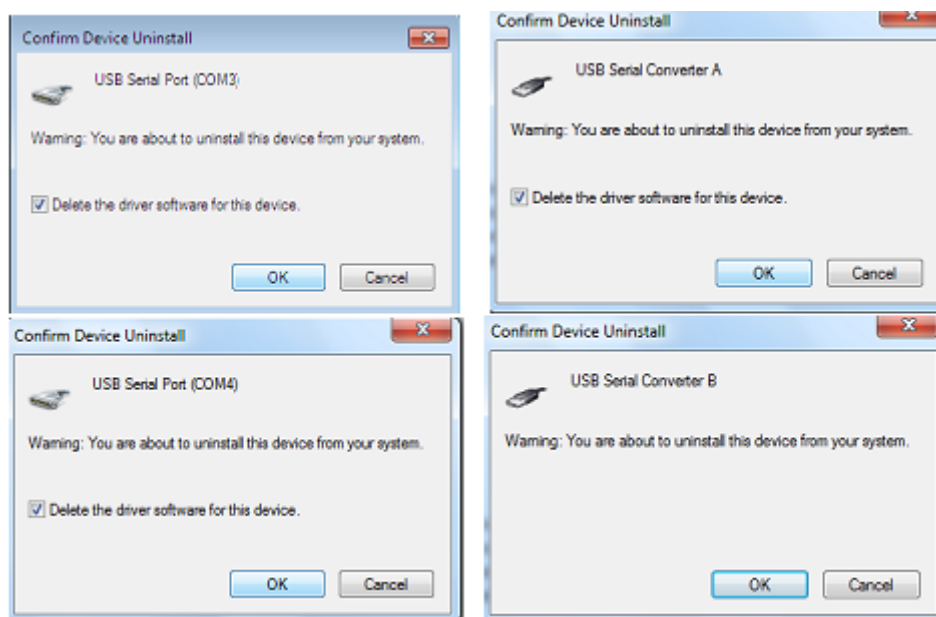 Confirm Device Uninstall
USB Serial Port (COM3)
Warning: You are about to uninstall this device from your system.
Delete the driver software for this device.
OK
Cancel
Confirm Device Uninstall
USB Serial Converter A
Warning: You are about to uninstall this device from your system.
Delete the driver software for this device.
OK
Cancel
Confirm Device Uninstall
USB Serial Port (COM4)
Warning: You are about to uninstall this device from your system.
Delete the driver software for this device.
OK
Cancel
Confirm Device Uninstall
USB Serial Converter B
Warning: You are about to uninstall this device from your system.
OK
Cancel